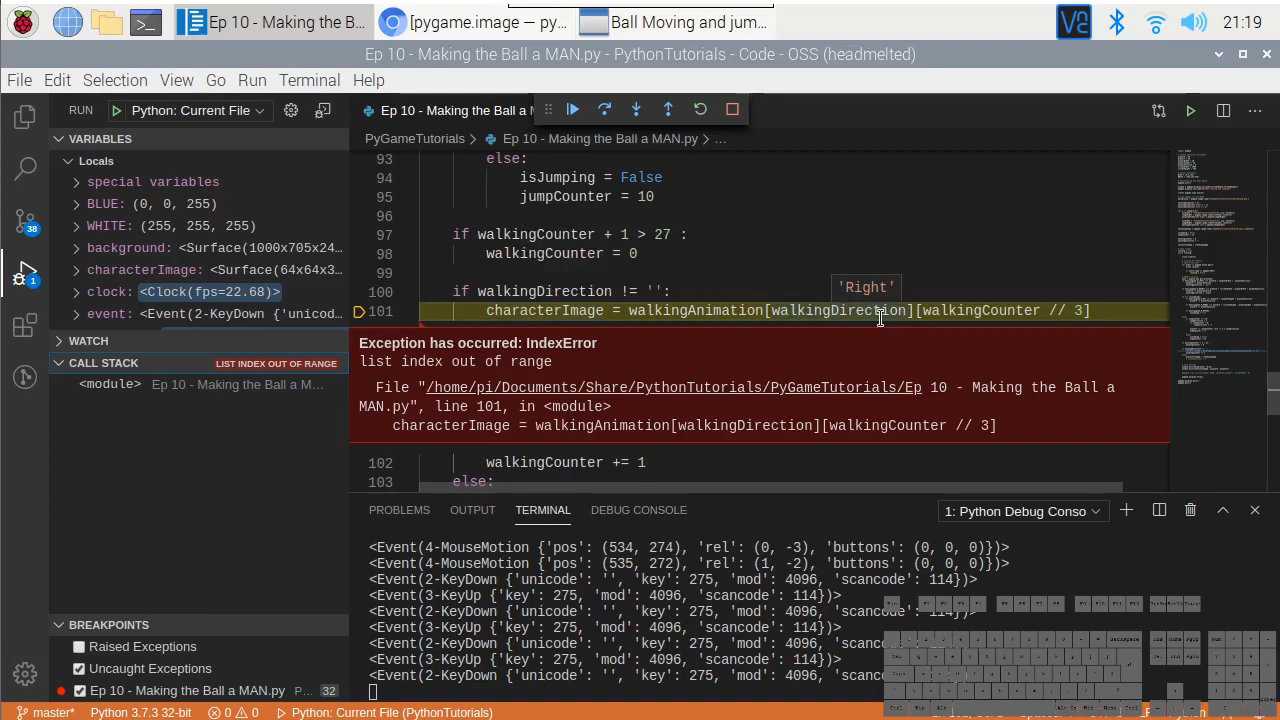 Ep 10 - Making the B...
[pygame.image — py...
Ball Moving and jum...
21:19
Ep 10 - Making the Ball a MAN.py - PythonTutorials - Code - OSS (headmelted)
File Edit Selection View Go Run Terminal Help
RUN
Python: Current File
Ep 10 - Making the Ball a M
VARIABLES
PyGameTutorials > Ep 10 - Making the Ball a MAN.py > ...
Locals
special variables
BLUE: (0, 0, 255)
WHITE: (255, 255, 255)
background: <Surface(1000x705x24…
characterImage: <Surface(64x64x3…
clock: <Clock(fps=22.68)>
event: <Event(2-KeyDown {'unicod…
WATCH
CALL STACK
LIST INDEX OUT OF RANGE
<module> Ep 10 - Making the Ball a M...
BREAKPOINTS
Raised Exceptions
Uncaught Exceptions
Ep 10 - Making the Ball a MAN.py P... 32
38
1
93 else:
94 isJumping = False
95 jumpCounter = 10
96
97 if walkingCounter + 1 > 27 :
98 walkingCounter = 0
99
'Right'
100 if walkingDirection != '':
101 characterImage = walkingAnimation[walkingDirection][walkingCounter // 3]
Exception has occurred: IndexError
list index out of range
File "/home/pi/Documents/Share/PythonTutorials/PyGameTutorials/Ep 10 - Making the Ball a
MAN.py", line 101, in <module>
characterImage = walkingAnimation[walkingDirection][walkingCounter // 3]
102 walkingCounter += 1
103 else:
PROBLEMS OUTPUT TERMINAL DEBUG CONSOLE
1: Python Debug Conso
<Event(4-MouseMotion {'pos': (534, 274), 'rel': (0, -3), 'buttons': (0, 0, 0)})>
<Event(4-MouseMotion {'pos': (535, 272), 'rel': (1, -2), 'buttons': (0, 0, 0)})>
<Event(2-KeyDown {'unicode': '', 'key': 275, 'mod': 4096, 'scancode': 114})>
<Event(3-KeyUp {'key': 275, 'mod': 4096, 'scancode': 114})>
<Event(2-KeyDown {'unicode': '', 'key': 275, 'mod': 4096, 'scancode': 114})>
<Event(3-KeyUp {'key': 275, 'mod': 4096, 'scancode': 114})>
<Event(2-KeyDown {'unicode': '', 'key': 275, 'mod': 4096, 'scanc
<Event(3-KeyUp {'key': 275, 'mod': 4096, 'scancode': 114})>
<Event(2-KeyDown {'unicode': '', 'key': 275, 'mod': 4096, 'scanc
master* Python 3.7.3 32-bit 0 0 Python: Current File (PythonTutorials)